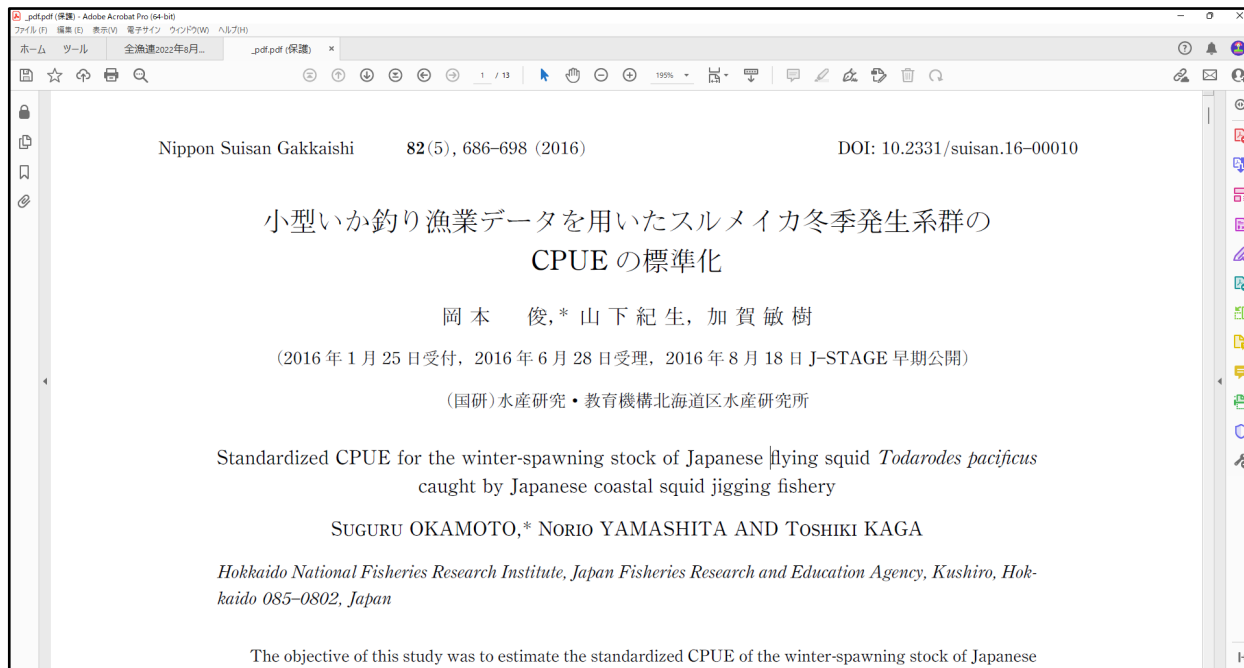 _pdf.pdf (保護) - Adobe Acrobat Pro (64-bit)
ファイル(F) 編集(E) 表示(V) 電子サイン ウィンドウ(W) ヘルプ(H)
ホーム ツール 全漁連2022年8月... _pdf.pdf (保護) ×
1 / 13 195%
Nippon Suisan Gakkaishi 82(5), 686–698 (2016) DOI: 10.2331/suisan.16–00010
小型いか釣り漁業データを用いたスルメイカ冬季発生系群の
CPUE の標準化
岡本 俊,* 山下紀生, 加賀敏樹
(2016 年 1 月 25 日受付, 2016 年 6 月 28 日受理, 2016 年 8 月 18 日 J–STAGE 早期公開)
(国研)水産研究・教育機構北海道区水産研究所
Standardized CPUE for the winter-spawning stock of Japanese flying squid Todarodes pacificus
caught by Japanese coastal squid jigging fishery
SUGURU OKAMOTO,* NORIO YAMASHITA AND TOSHIKI KAGA
Hokkaido National Fisheries Research Institute, Japan Fisheries Research and Education Agency, Kushiro, Hok-
kaido 085–0802, Japan
The objective of this study was to estimate the standardized CPUE of the winter-spawning stock of Japanese